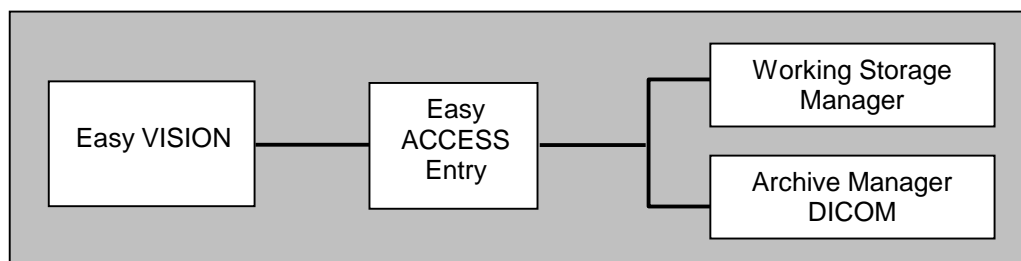 Easy VISION
Easy
ACCESS
Entry
Working Storage
Manager
Archive Manager
DICOM